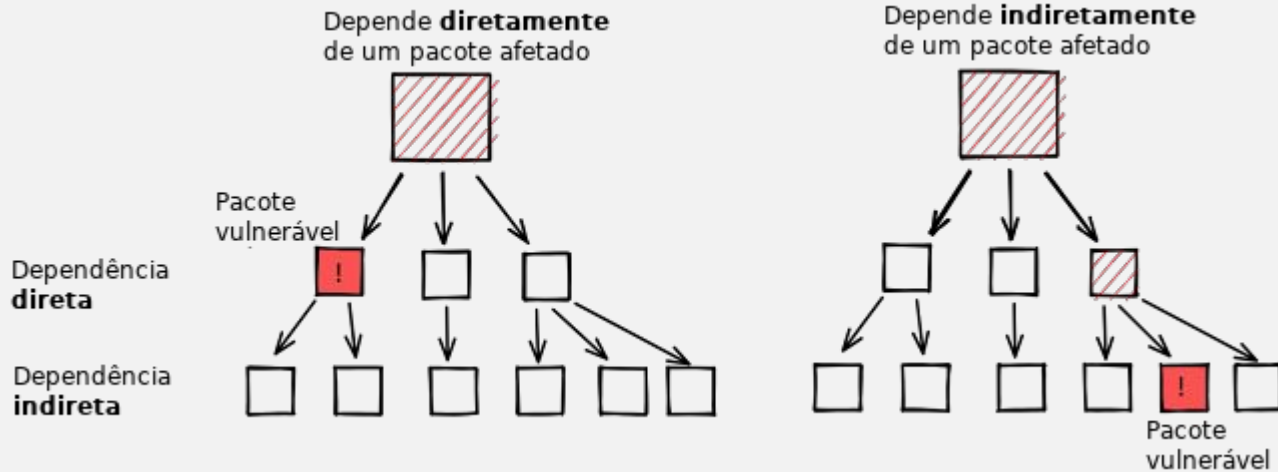 Depende diretamente
de um pacote afetado
Depende indiretamente
de um pacote afetado
Pacote
vulnerável
Dependência
direta
!
Dependência
indireta
!
Pacote
vulnerável